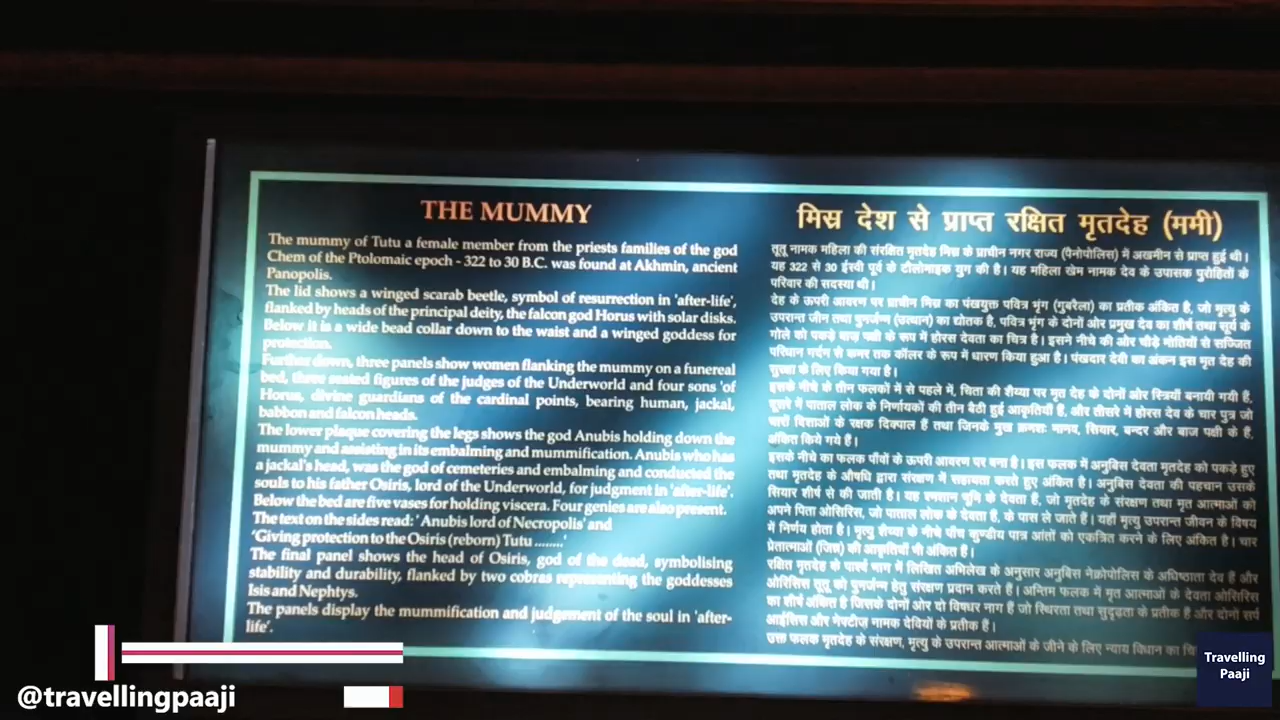 THE MUMMY
The mummy of Tutu a female member from the priests families of the god
Chem of the Ptolomaic epoch - 322 to 30 B.C. was found at Akhmin, ancient
Panopolis.
The lid shows a winged scarab beetle, symbol of resurrection in 'after-life',
flanked by heads of the principal deity, the falcon god Horus with solar disks.
Below it is a wide bead collar down to the waist and a winged goddess for
protection.
Further down, three panels show women flanking the mummy on a funereal
bed, three seated figures of the judges of the Underworld and four sons 'of
Horus, divine guardians of the cardinal points, bearing human, jackal,
babbon and falcon heads.
The lower plaque covering the legs shows the god Anubis holding down the
mummy and assisting in its embalming and mummification. Anubis who has
a jackal's head, was the god of cemeteries and embalming and conducted the
souls to his father Osiris, lord of the Underworld, for judgment in 'after-life'.
Below the bed are five vases for holding viscera. Four genies are also present.
The text on the sides read: 'Anubis lord of Necropolis' and
'Giving protection to the Osiris (reborn) Tutu ........'
The final panel shows the head of Osiris, god of the dead, symbolising
stability and durability, flanked by two cobras representing the goddesses
Isis and Nephtys.
The panels display the mummification and judgement of the soul in 'after-
life'.
मिस्र देश से प्राप्त रक्षित मृतदेह (ममी)
तूतू नामक महिला की संरक्षित मृतदेह मिस्र के प्राचीन नगर राज्य (पैनोपोलिस) में अखमीन से प्राप्त हुई थी।
यह 322 से 30 ईस्वी पूर्व के टौलोमाइक युग की है। यह महिला खेम नामक देव के उपासक पुरोहितों के
परिवार की सदस्या थी।
देह के ऊपरी आवरण पर प्राचीन मिस्र का पंखयुक्त पवित्र भृंग (गुबरैला) का प्रतीक अंकित है, जो मृत्यु के
उपरान्त जीन तथा पुनर्जन्म (उत्थान) का द्योतक है, पवित्र भृंग के दोनों ओर प्रमुख देव का शीर्ष तथा सूर्य के
गोले को पकड़े बाज़ पक्षी के रूप में होरस देवता का चित्र है। इसने नीचे की ओर चौड़े मोतियों से सज्जित
परिधान गर्दन से कमर तक कॉलर के रूप में धारण किया हुआ है। पंखदार देवी का अंकन इस मृत देह की
सुरक्षा के लिए किया गया है।
इसके नीचे के तीन फलकों में से पहले में, चिता की शैय्या पर मृत देह के दोनों ओर स्त्रियाँ बनायी गयी हैं,
दूसरे में पाताल लोक के निर्णायकों की तीन बैठी हुई आकृतियाँ हैं, और तीसरे में होरस देव के चार पुत्र जो
चारों दिशाओं के रक्षक दिक्पाल हैं तथा जिनके मुख क्रमशः मानव, सियार, बन्दर और बाज पक्षी के हैं,
अंकित किये गये हैं।
इसके नीचे का फलक पाँवों के ऊपरी आवरण पर बना है। इस फलक में अनुबिस देवता मृतदेह को पकड़े हुए
तथा मृतदेह के औषधि द्वारा संरक्षण में सहायता करते हुए अंकित है। अनुबिस देवता की पहचान उसके
सियार शीर्ष से की जाती है। वह श्मशान भूमि के देवता हैं, जो मृतदेह के संरक्षण तथा मृत आत्माओं को
अपने पिता ओसिरिस, जो पाताल लोक के देवता हैं, के पास ले जाते हैं। यहाँ मृत्यु उपरान्त जीवन के विषय
में निर्णय होता है। मृत्यु शैय्या के नीचे पाँच कुण्डीय पात्र आंतों को एकत्रित करने के लिए अंकित है। चार
प्रेतात्माओं (जिन्न) की आकृतियाँ भी अंकित हैं।
रक्षित मृतदेह के पार्श्व भाग में लिखित अभिलेख के अनुसार अनुबिस नेक्रोपोलिस के अधिष्ठाता देव हैं और
ओसिरिस तूतू को पुनर्जन्म हेतु संरक्षण प्रदान करते हैं। अन्तिम फलक में मृत आत्माओं के देवता ओसिरिस
का शीर्ष अंकित है जिसके दोनों ओर दो विषधर नाग हैं जो स्थिरता तथा सुदृढ़ता के प्रतीक हैं और दोनों सर्प
आईसिस और नेफ्टीज़ नामक देवियों के प्रतीक हैं।
उक्त फलक मृतदेह के संरक्षण, मृत्यु के उपरान्त आत्माओं के जीने के लिए न्याय विधान का
@travellingpaaji
Travelling
Paaji